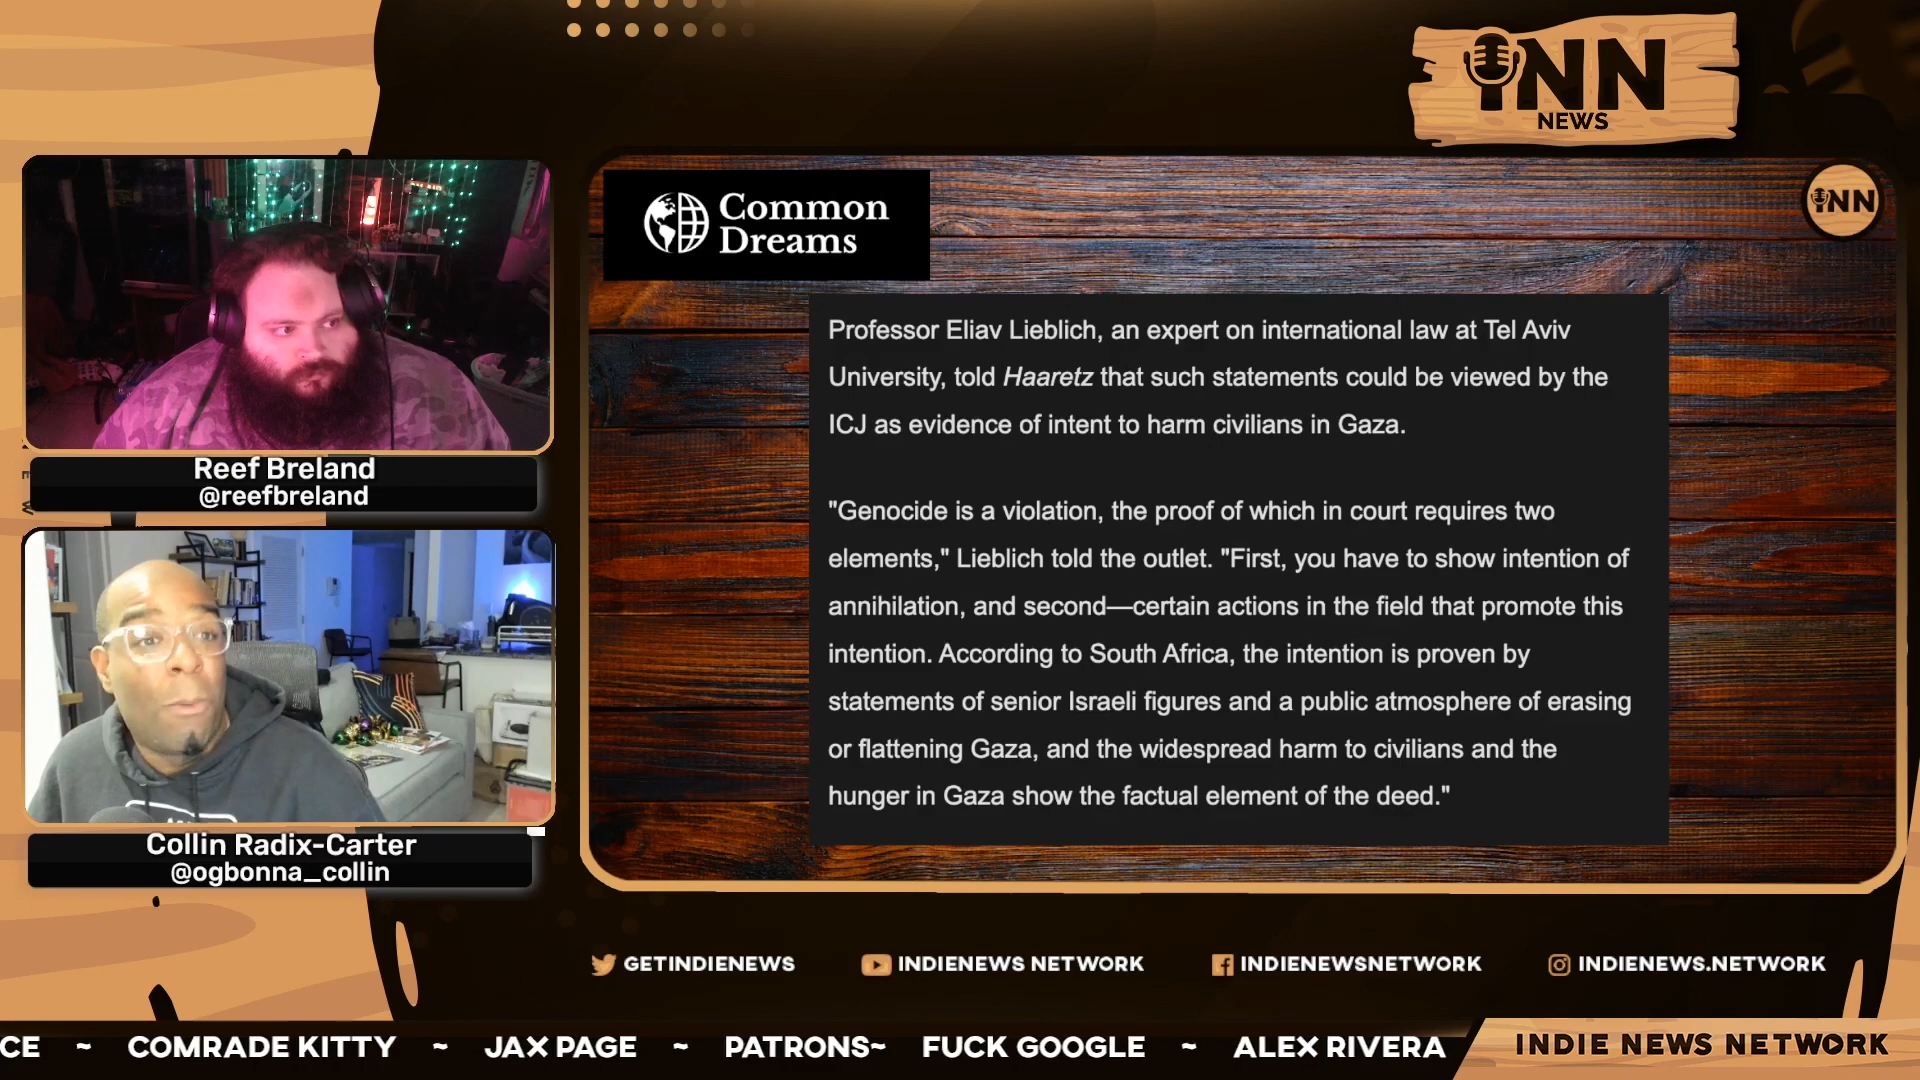 iNN
NEWS
iNN
Common
Dreams
Professor Eliav Lieblich, an expert on international law at Tel Aviv
University, told Haaretz that such statements could be viewed by the
ICJ as evidence of intent to harm civilians in Gaza.
"Genocide is a violation, the proof of which in court requires two
elements," Lieblich told the outlet. "First, you have to show intention of
annihilation, and second—certain actions in the field that promote this
intention. According to South Africa, the intention is proven by
statements of senior Israeli figures and a public atmosphere of erasing
or flattening Gaza, and the widespread harm to civilians and the
hunger in Gaza show the factual element of the deed."
Reef Breland
@reefbreland
Collin Radix-Carter
@ogbonna_collin
GETINDIENEWS
INDIENEWS NETWORK
INDIENEWSNETWORK
INDIENEWS.NETWORK
CE ~ COMRADE KITTY ~ JAX PAGE ~ PATRONS~ FUCK GOOGLE ~ ALEX RIVERA
INDIE NEWS NETWORK